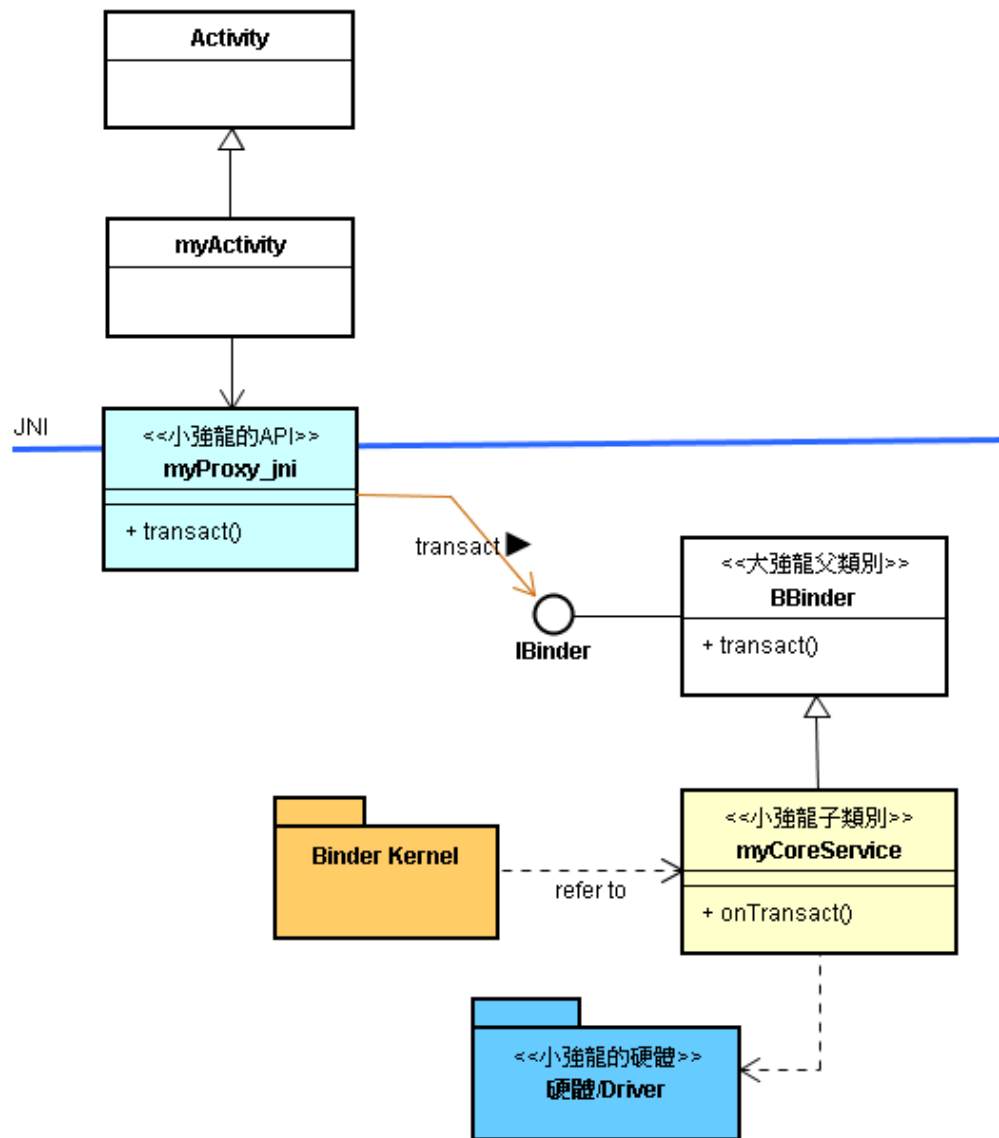 Activity
myActivity
JNI
<<小強龍的API>>
myProxy_jni
+ transact()
transact
<<大強龍父類別>>
BBinder
+ transact()
IBinder
<<小強龍子類別>>
myCoreService
+ onTransact()
Binder Kernel
refer to
<<小強龍的硬體>>
硬體/Driver